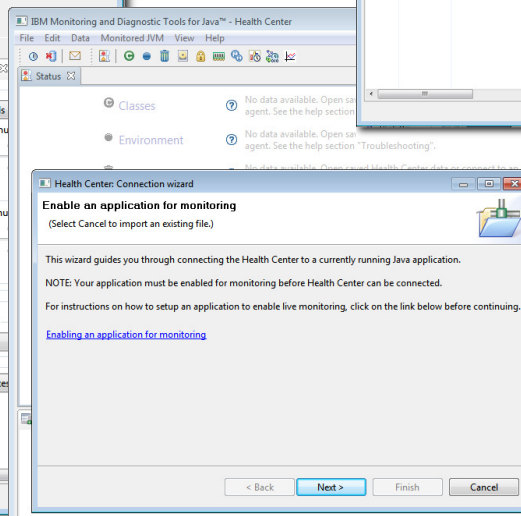 IBM Monitoring and Diagnostic Tools for Java™ - Health Center
File Edit Data Monitored JVM View Help
Status
Classes
No data available. Open sa
agent. See the help section
Environment
No data available. Open sa
agent. See the help section "Troubleshooting".
No data available. Open saved Health Center data or connect to an
Health Center: Connection wizard
Enable an application for monitoring
(Select Cancel to import an existing file.)
This wizard guides you through connecting the Health Center to a currently running Java application.
NOTE: Your application must be enabled for monitoring before Health Center can be connected.
For instructions on how to setup an application to enable live monitoring, click on the link below before continuing.
Enabling an application for monitoring
< Back Next > Finish Cancel